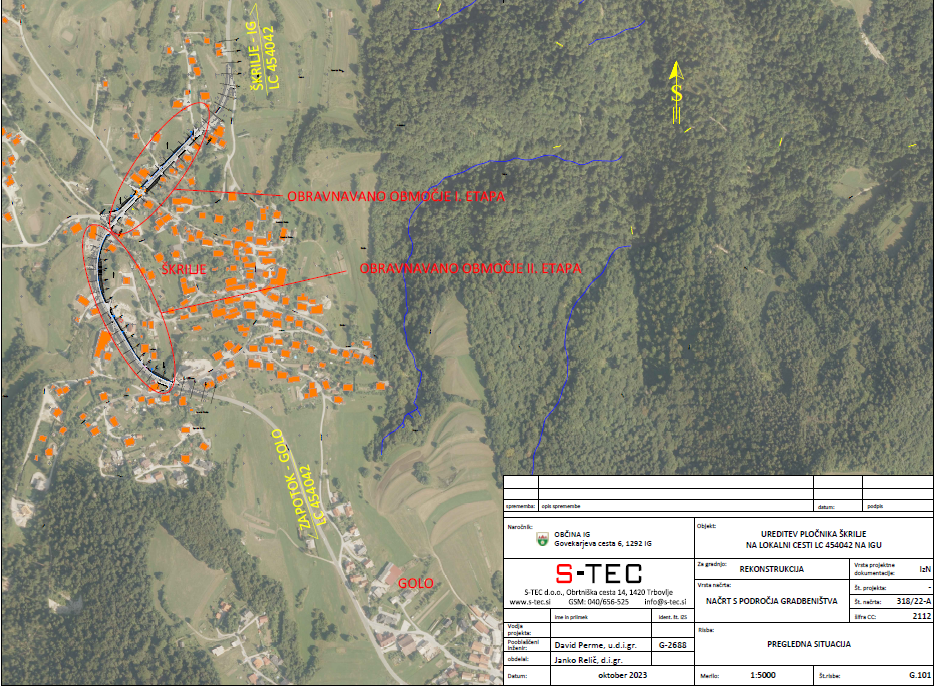 ŠKRILJE - IG
LC 454042
S
OBRAVNAVANO OBMOČJE I. ETAPA
ŠKRILJE
OBRAVNAVANO OBMOČJE II. ETAPA
ZAPOTOK - GOLO
LC 454042
GOLO
sprememba: opis spremembe datum: podpis
Naročnik:
OBČINA IG
Govekarjeva cesta 6, 1292 IG
Objekt:
UREDITEV PLOČNIKA ŠKRILJE
NA LOKALNI CESTI LC 454042 NA IGU
S-TEC
S-TEC d.o.o., Obrtniška cesta 14, 1420 Trbovlje
www.s-tec.si GSM: 040/656-525 info@s-tec.si
Za gradnjo:
REKONSTRUKCIJA
Vrsta projektne
dokumentacije: IzN
Vrsta načrta:
NAČRT S PODROČJA GRADBENIŠTVA
Št. projekta: -
Št. načrta: 318/22-A
šifra CC: 2112
ime in priimek ident. št. IZS
Vodja
projekta:
Pooblaščeni
inženir: David Perme, u.d.i.gr. G-2688
obdelal: Janko Relič, d.i.gr.
Datum: oktober 2023
Risba:
PREGLEDNA SITUACIJA
Merilo: 1:5000 Št.risbe: G.101